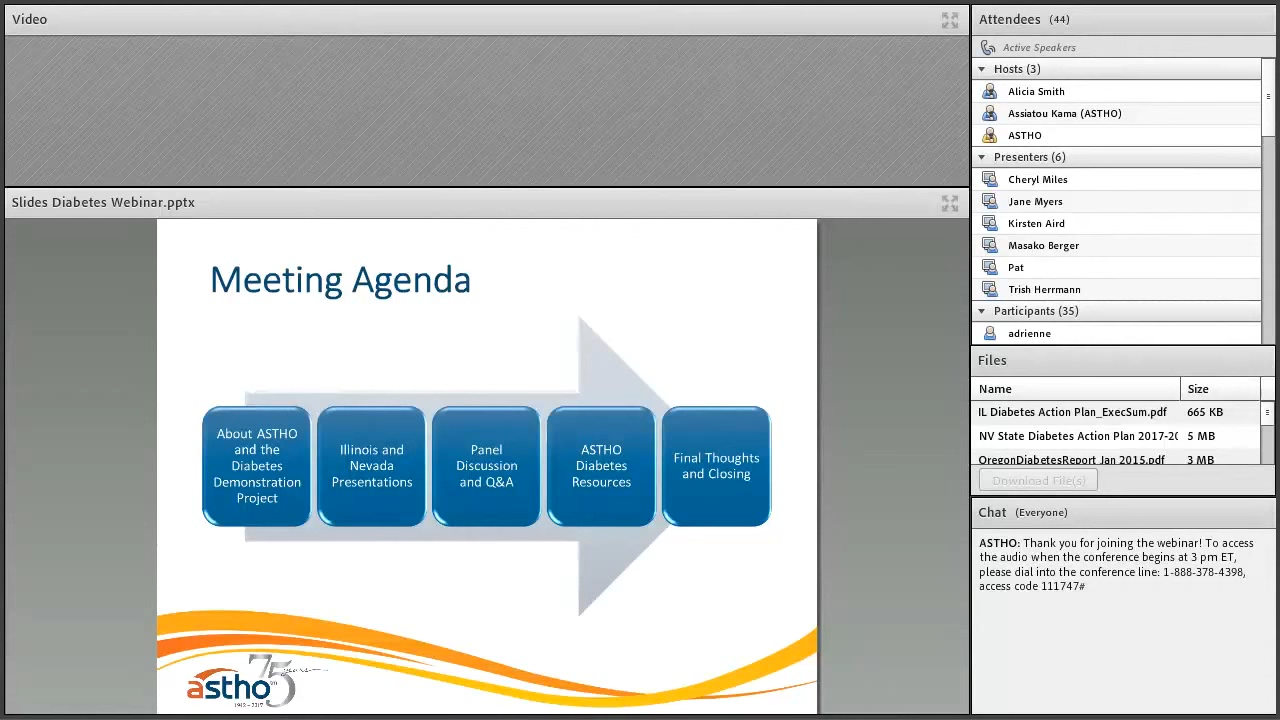 Video
Slides Diabetes Webinar.pptx
Meeting Agenda
About ASTHO
and the
Diabetes
Demonstration
Project
Illinois and
Nevada
Presentations
Panel
Discussion
and Q&A
ASTHO
Diabetes
Resources
Final Thoughts
and Closing
astho
75
1942 – 2017
Attendees (44)
Active Speakers
Hosts (3)
Alicia Smith
Assiatou Kama (ASTHO)
ASTHO
Presenters (6)
Cheryl Miles
Jane Myers
Kirsten Aird
Masako Berger
Pat
Trish Herrmann
Participants (35)
adrienne
Files
Name Size
IL Diabetes Action Plan_ExecSum.pdf 665 KB
NV State Diabetes Action Plan 2017-20 5 MB
OregonDiabetesReport Jan 2015.pdf 3 MB
Download File(s)
Chat (Everyone)
ASTHO: Thank you for joining the webinar! To access
the audio when the conference begins at 3 pm ET,
please dial into the conference line: 1-888-378-4398,
access code 111747#